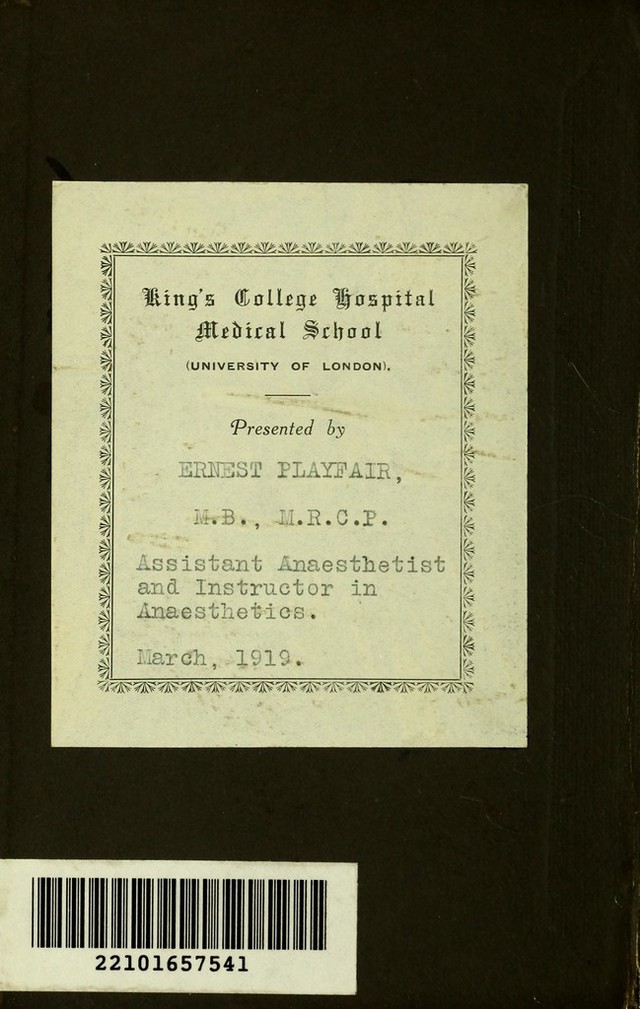 King's College Hospital
Medical School
(UNIVERSITY OF LONDON).
Presented by
ERNEST PLAYFAIR,
M.B., M.R.C.P.
Assistant Anaesthetist
and Instructor in
Anaesthetics.
March, 1919.
22101657541